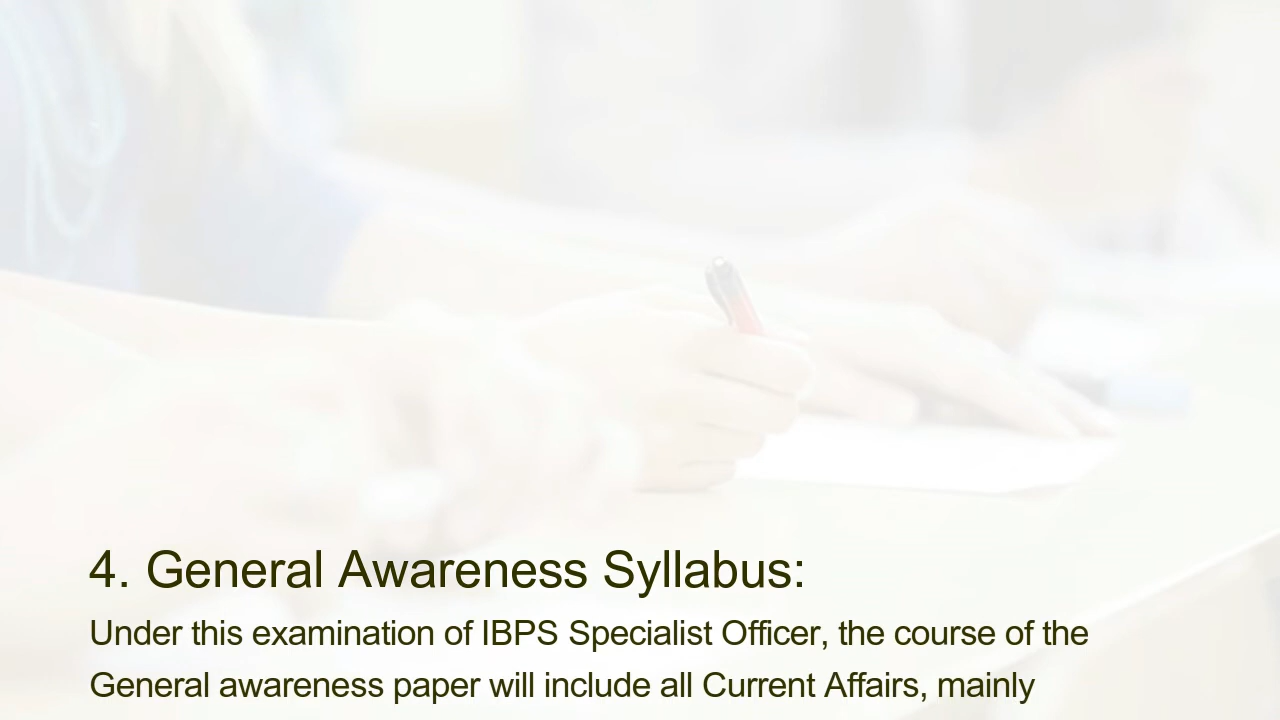 4. General Awareness Syllabus:
Under this examination of IBPS Specialist Officer, the course of the
General awareness paper will include all Current Affairs, mainly